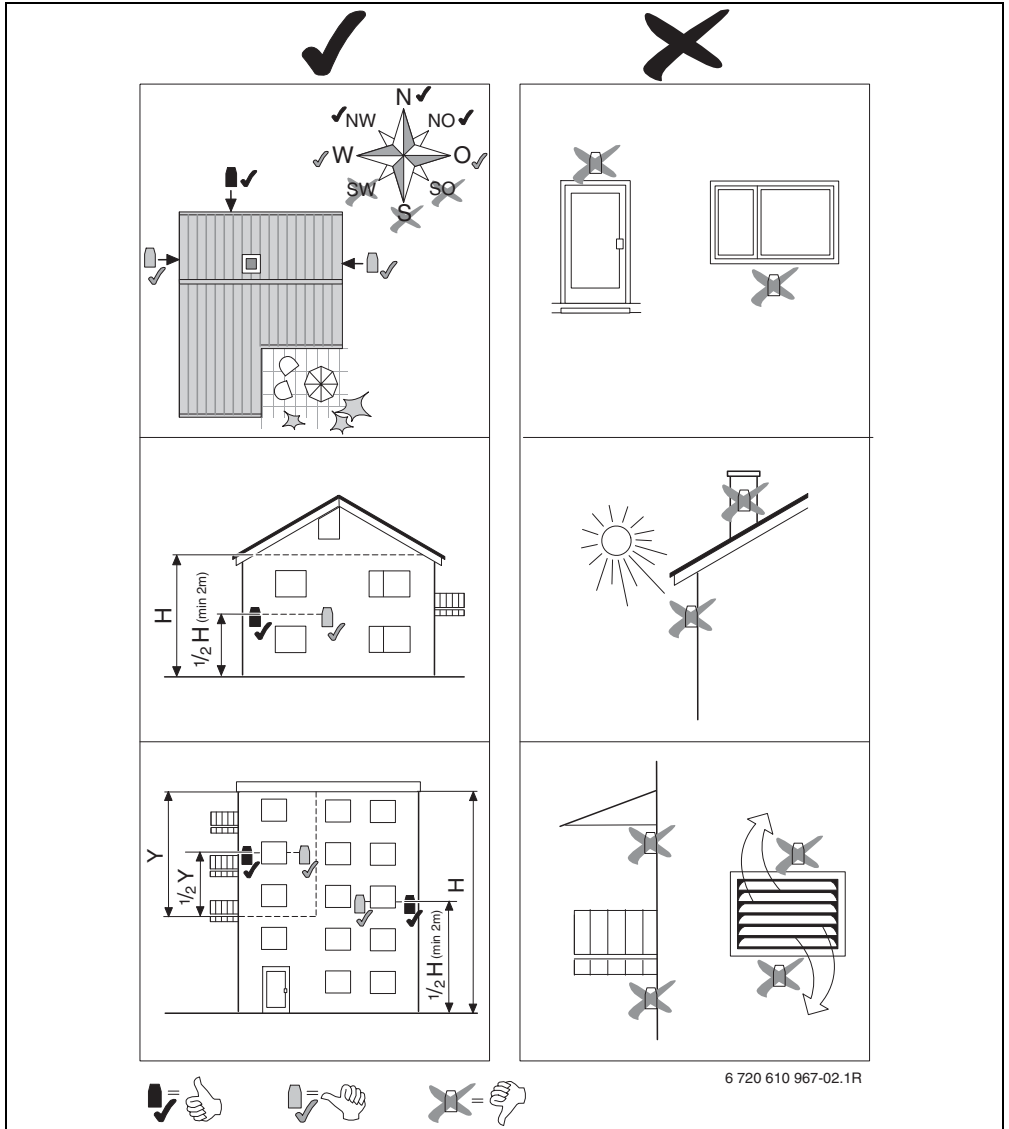 N
NW
NO
W
O
SW
SO
S
H
1/2 H (min 2m)
Y
1/2 Y
H
1/2 H (min 2m)
6 720 610 967-02.1R
=
=
=